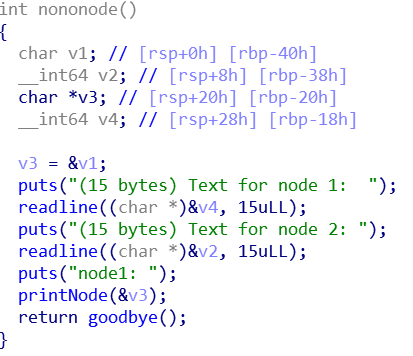 int nononode()
{
char v1; // [rsp+0h] [rbp-40h]
__int64 v2; // [rsp+8h] [rbp-38h]
char *v3; // [rsp+20h] [rbp-20h]
__int64 v4; // [rsp+28h] [rbp-18h]
v3 = &v1;
puts("(15 bytes) Text for node 1:  ");
readline((char *)&v4, 15uLL);
puts("(15 bytes) Text for node 2: ");
readline((char *)&v2, 15uLL);
puts("node1: ");
printNode(&v3);
return goodbye();
}